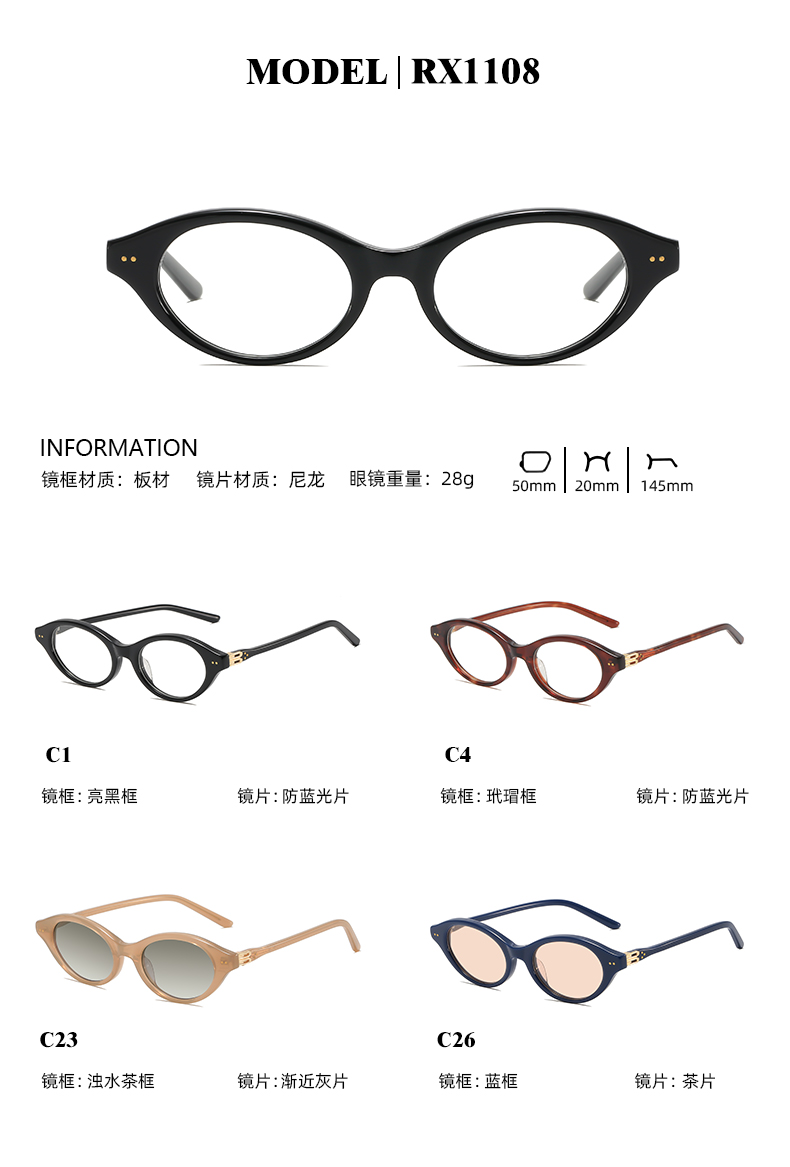 MODEL | RX1108
INFORMATION
镜框材质：板材 镜片材质：尼龙 眼镜重量：28g
50mm 20mm 145mm
C1 C4
镜框：亮黑框 镜片：防蓝光片 镜框：玳瑁框 镜片：防蓝光片
C23 C26
镜框：浊水茶框 镜片：渐近灰片 镜框：蓝框 镜片：茶片